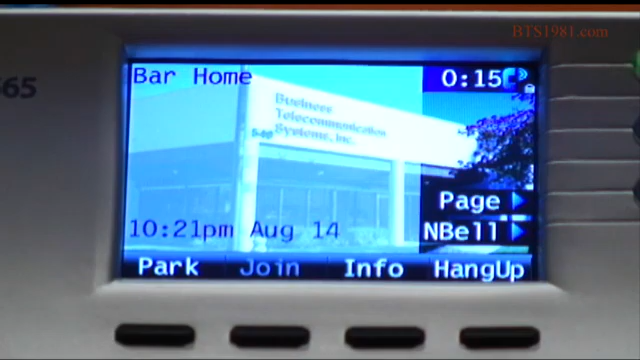 BTS1981.com
65
Bar Home
0:15
Business
Telecommunication
Systems, Inc.
Page
10:21pm Aug 14
NBell
Park Join Info HangUp